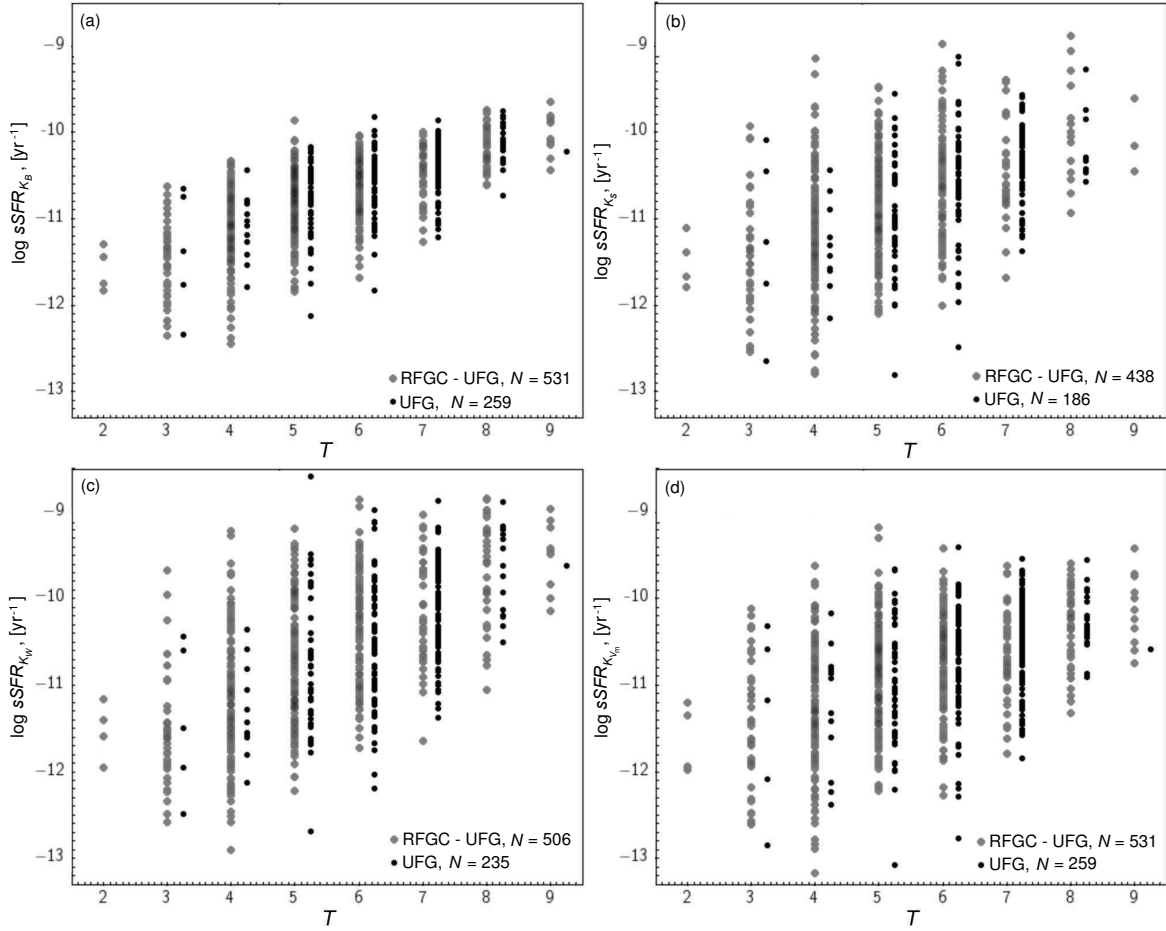 (a)
−9
−10
−11
−12
−13
log sSFR_{K_B}, [yr⁻¹]
RFGC - UFG, N = 531
UFG, N = 259
2 3 4 5 6 7 8 9
T
(b)
−9
−10
−11
−12
−13
log sSFR_{K_S}, [yr⁻¹]
RFGC - UFG, N = 438
UFG, N = 186
2 3 4 5 6 7 8 9
T
(c)
−9
−10
−11
−12
−13
log sSFR_{K_W}, [yr⁻¹]
RFGC - UFG, N = 506
UFG, N = 235
2 3 4 5 6 7 8 9
T
(d)
−9
−10
−11
−12
−13
log sSFR_{K_{V_m}}, [yr⁻¹]
RFGC - UFG, N = 531
UFG, N = 259
2 3 4 5 6 7 8 9
T